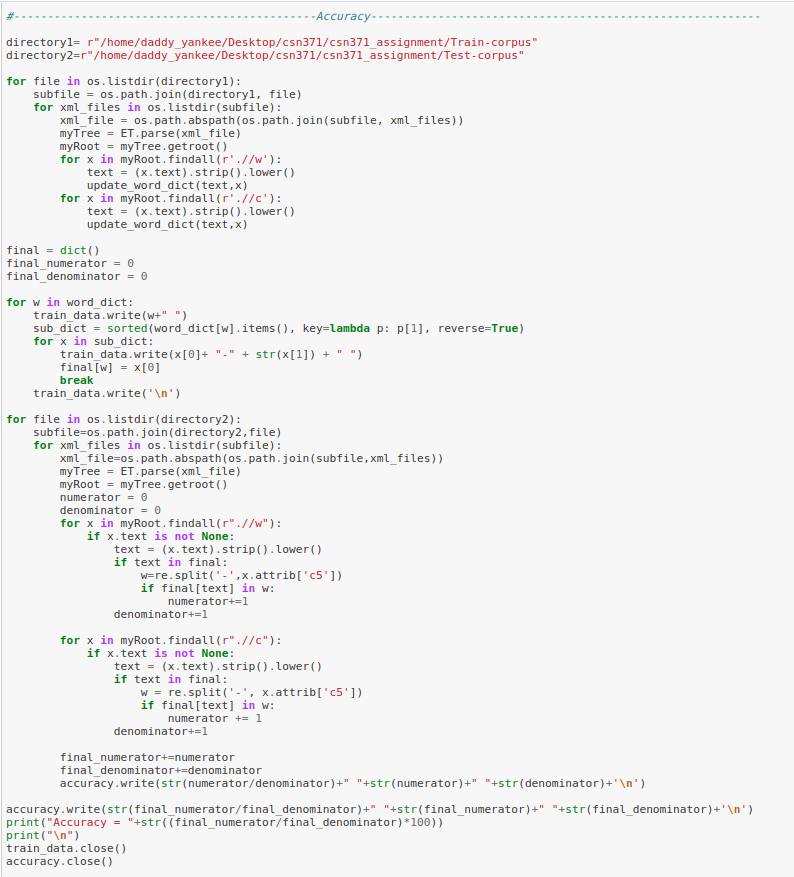 #---------------------------------------------Accuracy----------------------------------------------------------
directory1= r"/home/daddy_yankee/Desktop/csn371/csn371_assignment/Train-corpus"
directory2=r"/home/daddy_yankee/Desktop/csn371/csn371_assignment/Test-corpus"
for file in os.listdir(directory1):
    subfile = os.path.join(directory1, file)
    for xml_files in os.listdir(subfile):
        xml_file = os.path.abspath(os.path.join(subfile, xml_files))
        myTree = ET.parse(xml_file)
        myRoot = myTree.getroot()
        for x in myRoot.findall(r'.//w'):
            text = (x.text).strip().lower()
            update_word_dict(text,x)
        for x in myRoot.findall(r'.//c'):
            text = (x.text).strip().lower()
            update_word_dict(text,x)
final = dict()
final_numerator = 0
final_denominator = 0
for w in word_dict:
    train_data.write(w+" ")
    sub_dict = sorted(word_dict[w].items(), key=lambda p: p[1], reverse=True)
    for x in sub_dict:
        train_data.write(x[0]+ "-" + str(x[1]) + " ")
        final[w] = x[0]
        break
    train_data.write('\n')
for file in os.listdir(directory2):
    subfile=os.path.join(directory2,file)
    for xml_files in os.listdir(subfile):
        xml_file=os.path.abspath(os.path.join(subfile,xml_files))
        myTree = ET.parse(xml_file)
        myRoot = myTree.getroot()
        numerator = 0
        denominator = 0
        for x in myRoot.findall(r".//w"):
            if x.text is not None:
                text = (x.text).strip().lower()
                if text in final:
                    w=re.split('-',x.attrib['c5'])
                    if final[text] in w:
                        numerator+=1
                denominator+=1
        for x in myRoot.findall(r".//c"):
            if x.text is not None:
                text = (x.text).strip().lower()
                if text in final:
                    w = re.split('-', x.attrib['c5'])
                    if final[text] in w:
                        numerator += 1
                denominator+=1
        final_numerator+=numerator
        final_denominator+=denominator
        accuracy.write(str(numerator/denominator)+" "+str(numerator)+" "+str(denominator)+'\n')
accuracy.write(str(final_numerator/final_denominator)+" "+str(final_numerator)+" "+str(final_denominator)+'\n')
print("Accuracy = "+str((final_numerator/final_denominator)*100))
print("\n")
train_data.close()
accuracy.close()